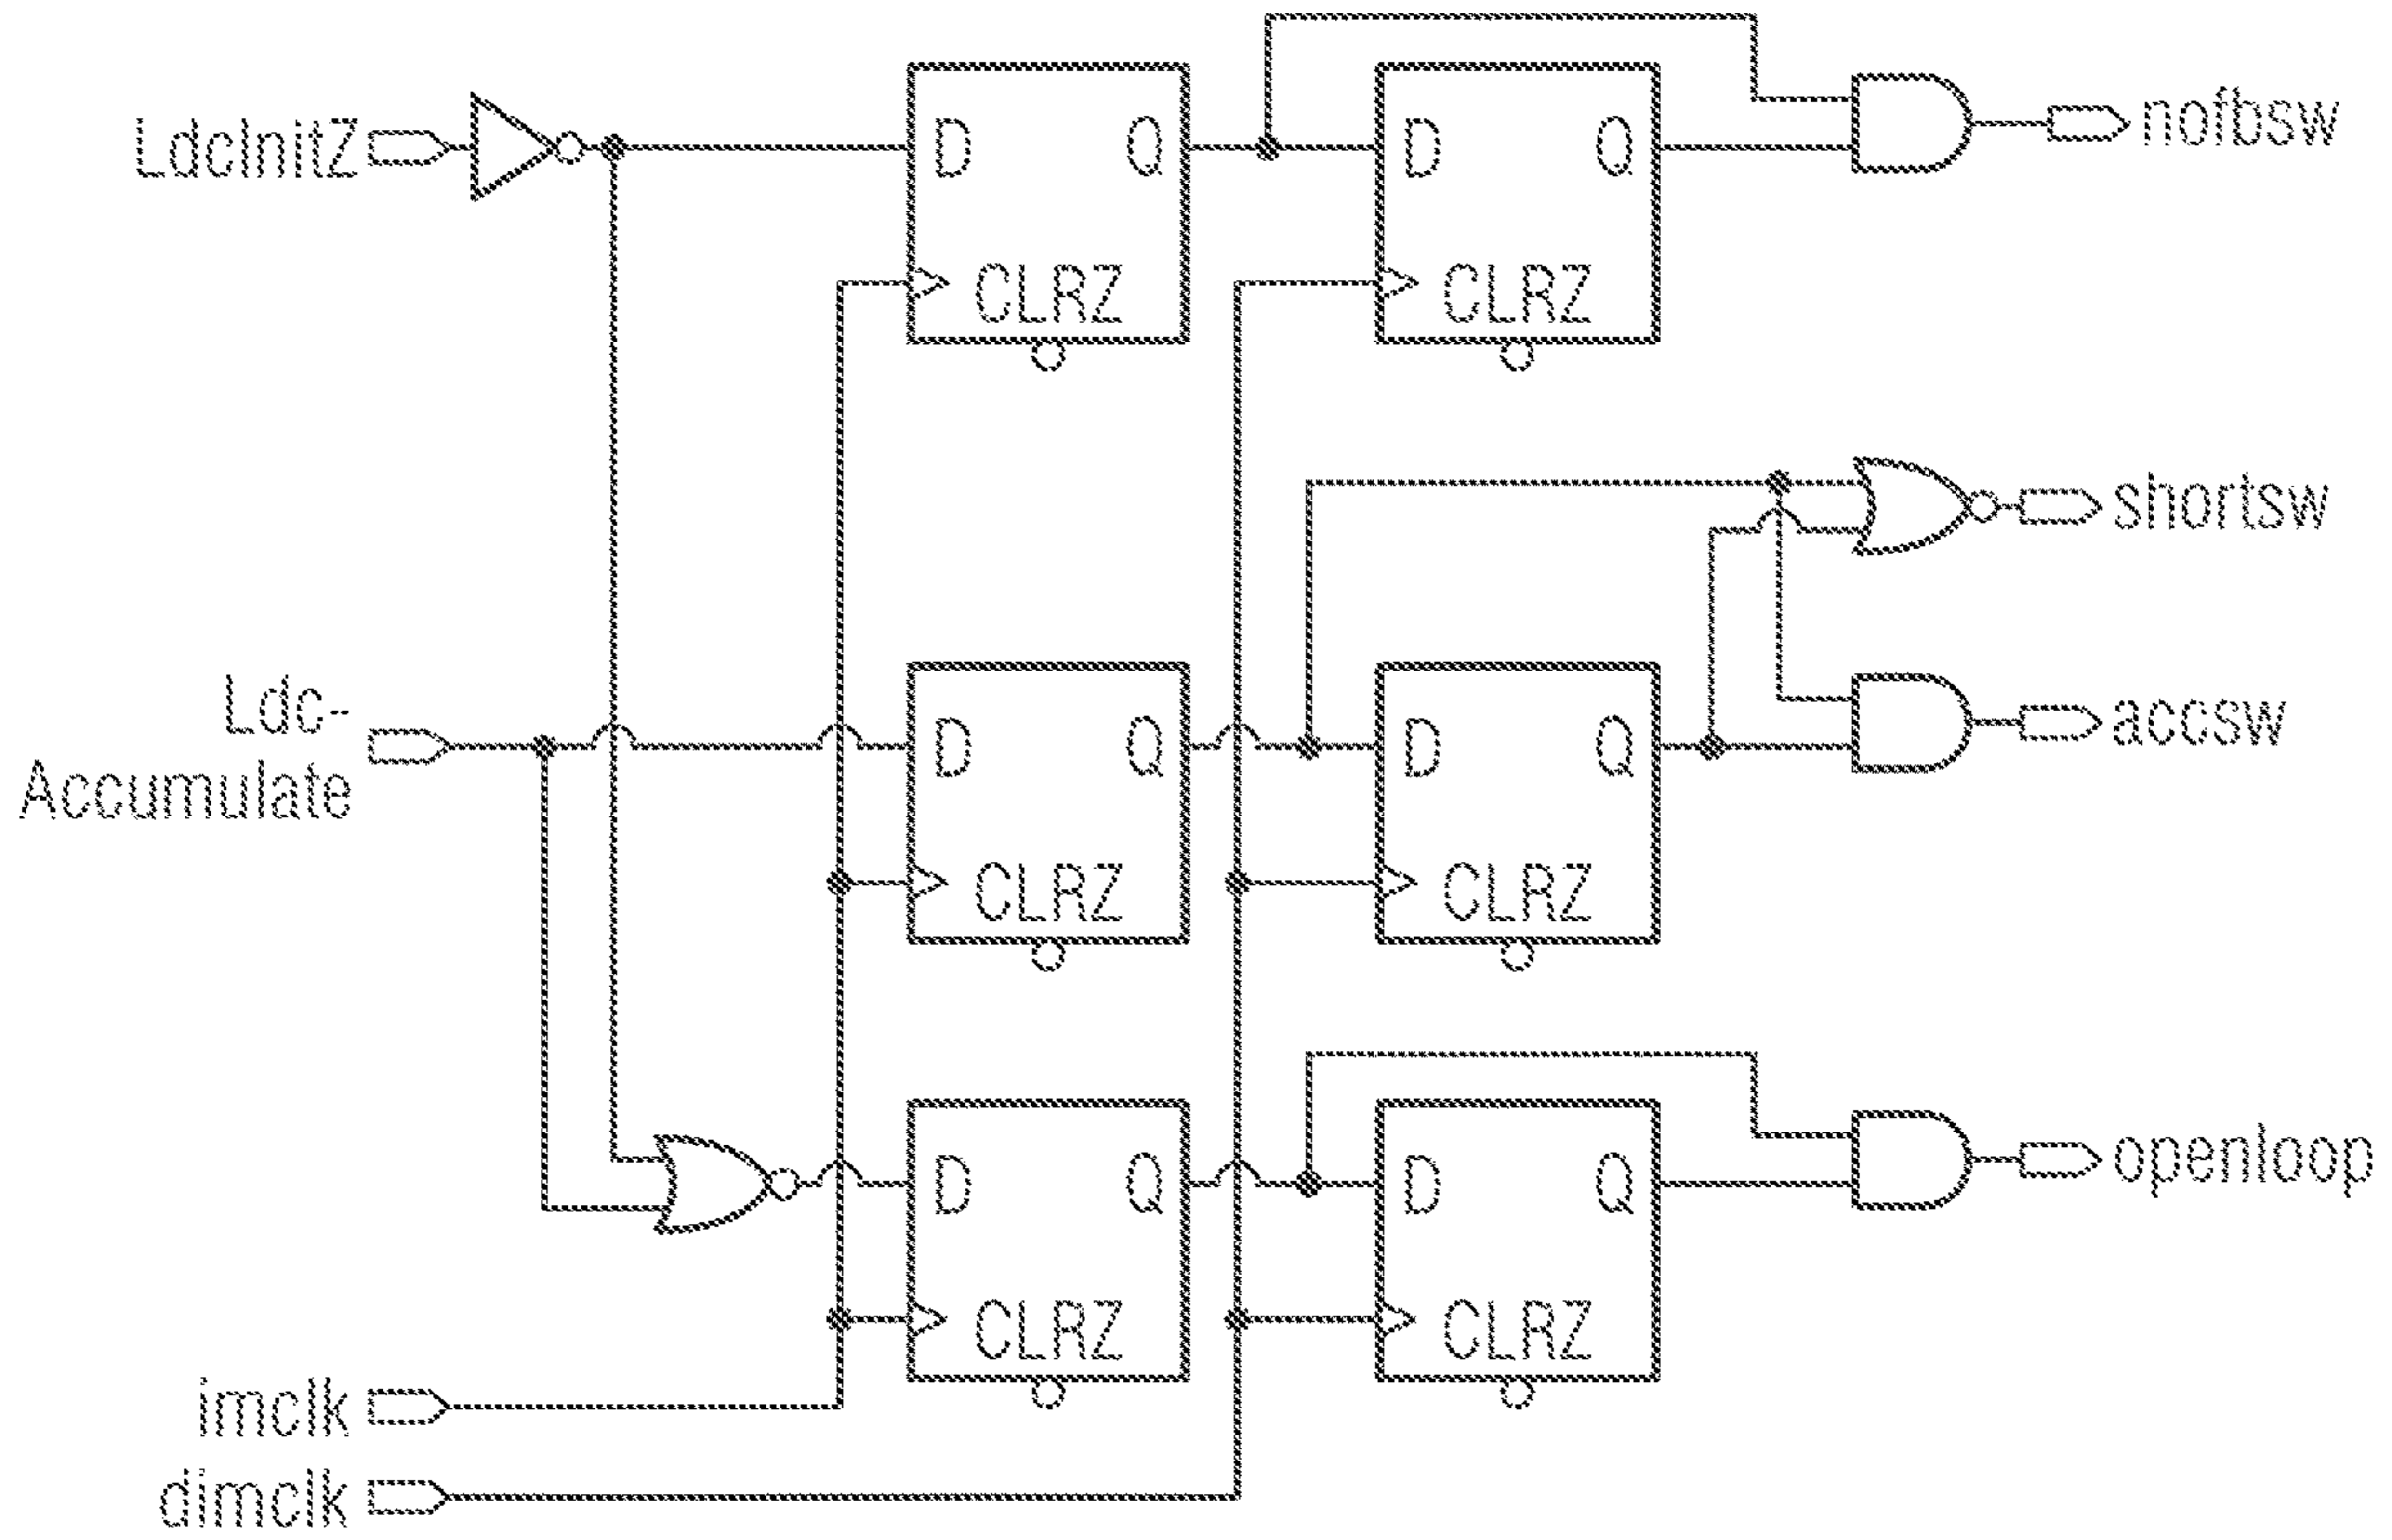 LdcInitZ
D
Q
CLRZ
D
Q
CLRZ
nofbsw
shortsw
Ldc-
Accumulate
D
Q
CLRZ
D
Q
CLRZ
accsw
D
Q
CLRZ
D
Q
CLRZ
openloop
imclk
dimclk